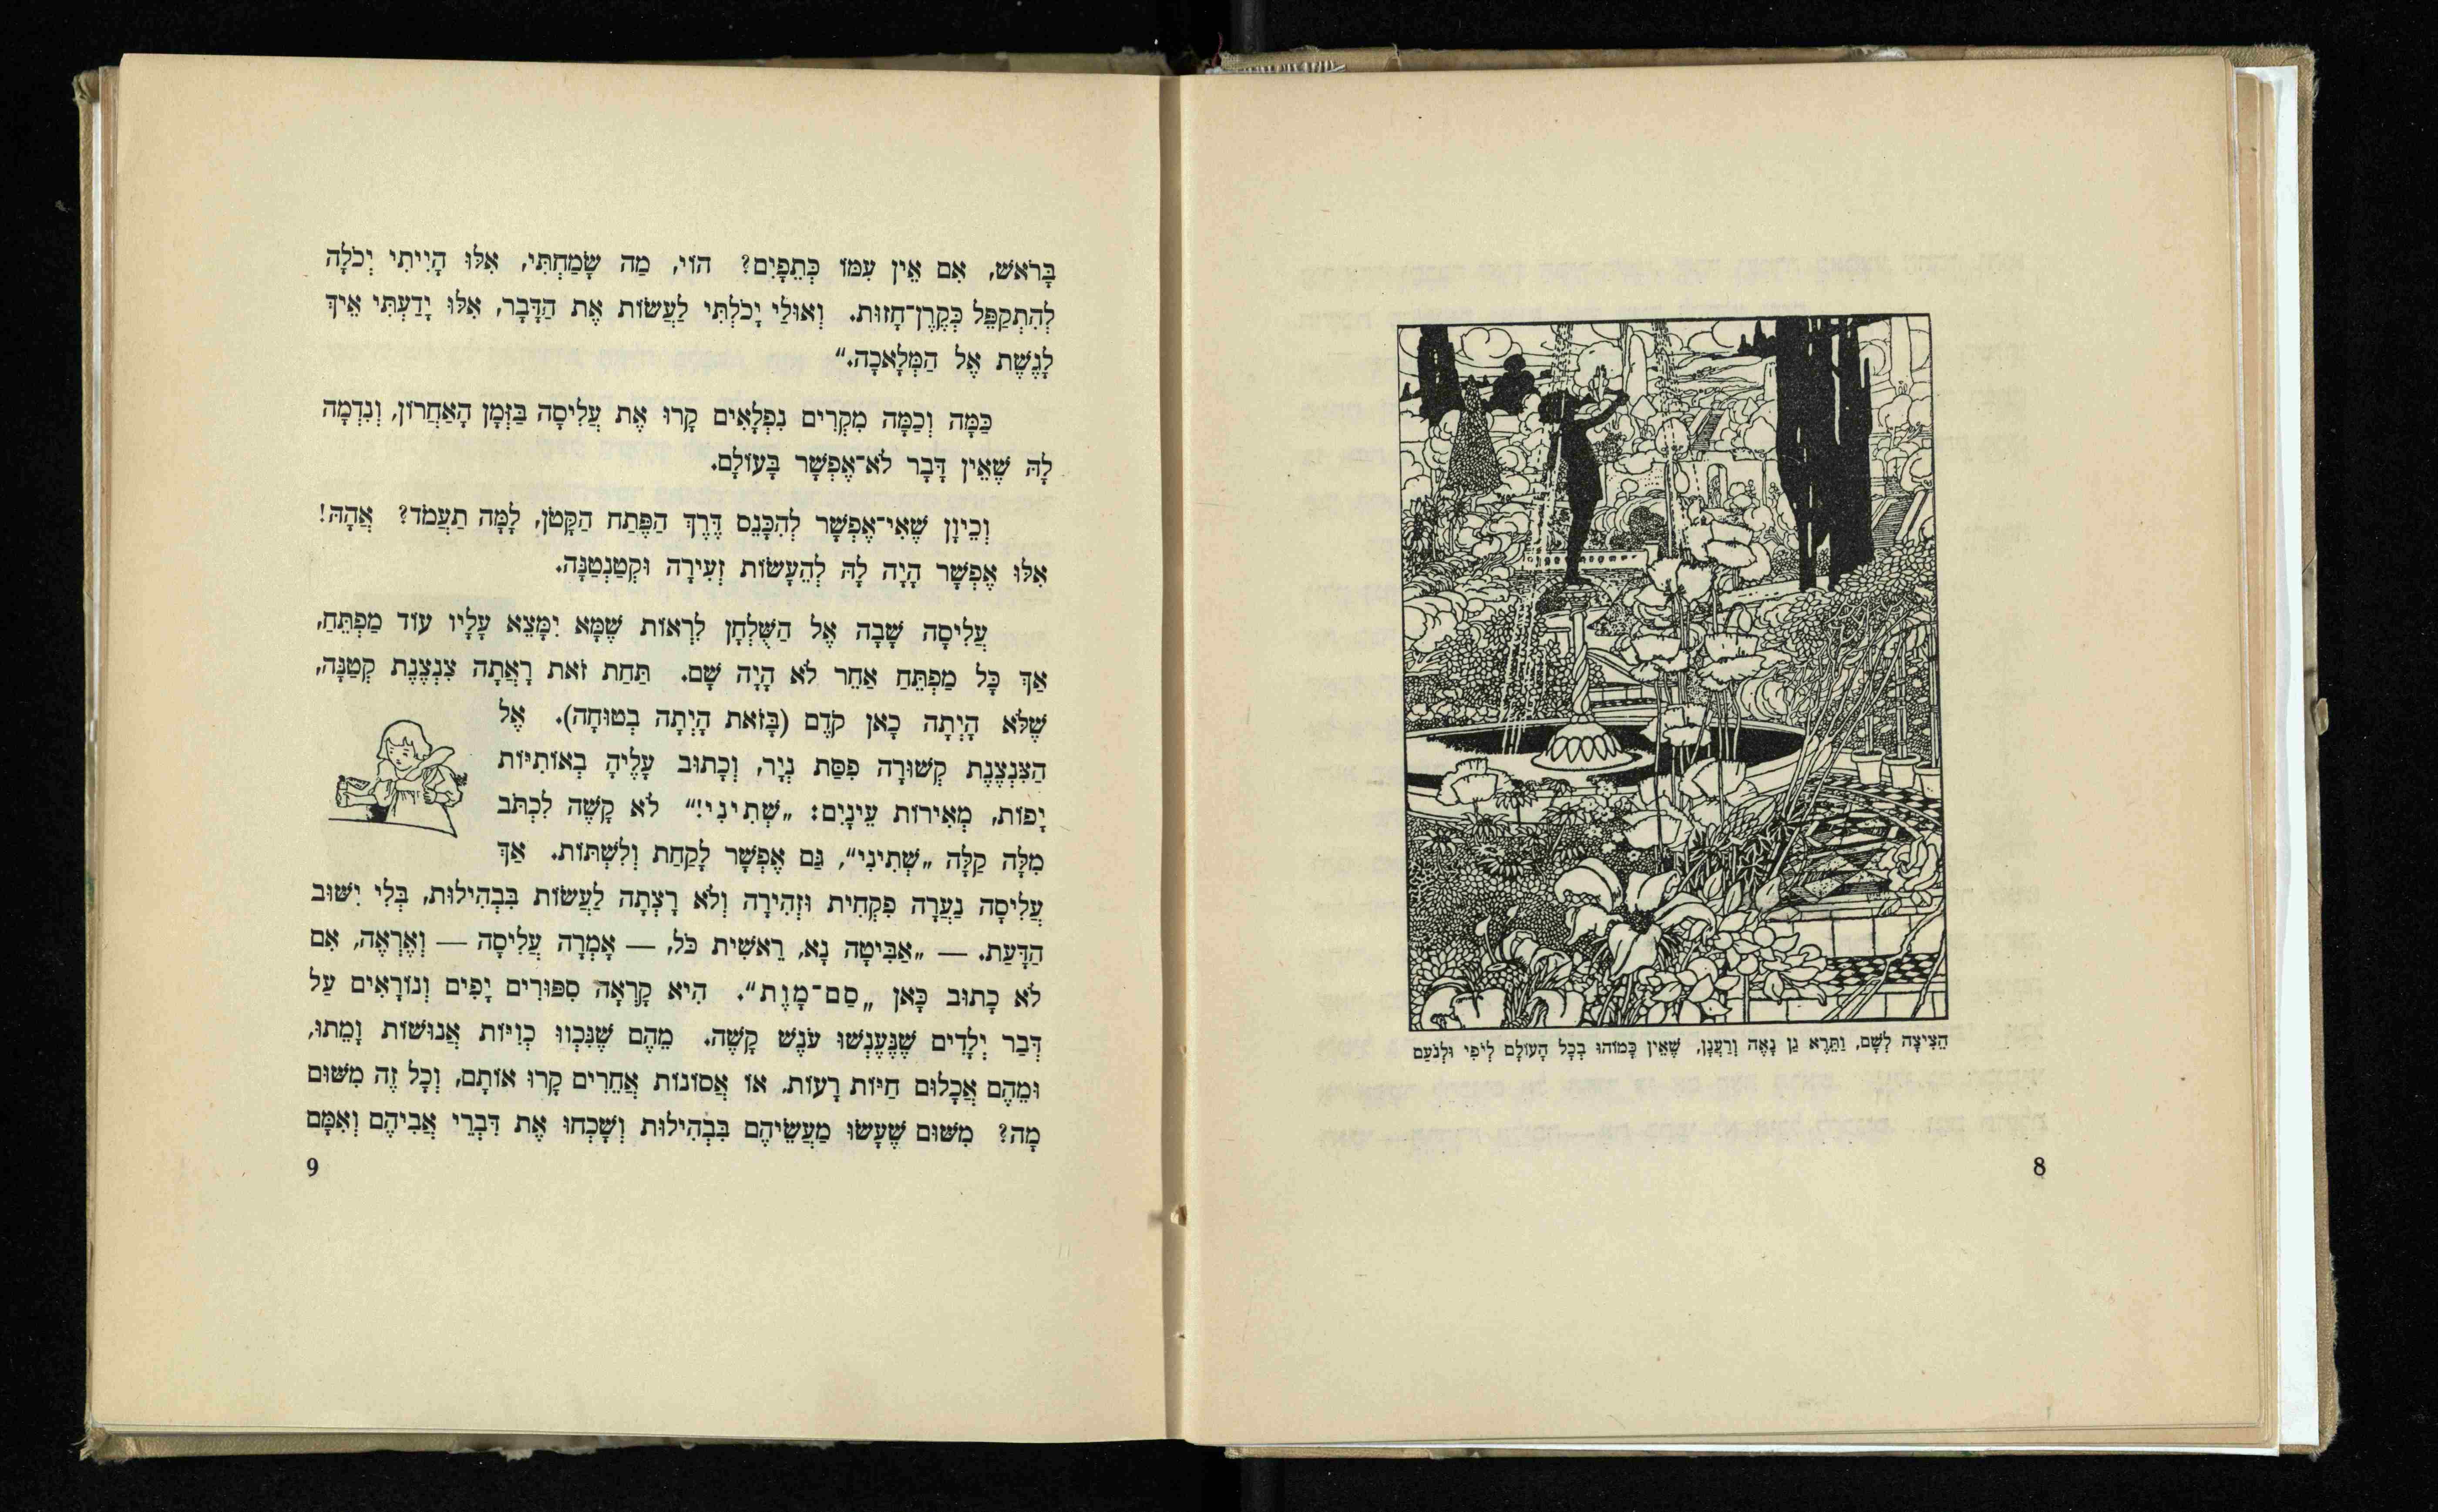 הֵצִיצָה לְשָׁם, וַתֵּרֶא גַן נָאֶה וְרַעֲנָן, שֶׁאֵין כָּמוֹהוּ בְּכָל הָעוֹלָם לְיֹפִי וּלְנֹעַם
8
בָּרֹאשׁ, אִם אֵין עִמּוֹ כְּתֵפָיִם? הוֹי, מַה שָּׂמַחְתִּי, אִלּוּ הָיִיתִי יְכֹלָה
לְהִתְקַפֵּל כְּקֶרֶן־חָזוּת. וְאוּלַי יָכֹלְתִּי לַעֲשׂוֹת אֶת הַדָּבָר, אִלּוּ יָדַעְתִּי אֵיךְ
לָגֶשֶׁת אֶל הַמְּלָאכָה.“
כַּמָּה וְכַמָּה מִקְרִים נִפְלָאִים קָרוּ אֶת עֲלִיסָה בַּזְּמָן הָאַחֲרוֹן, וְנִדְמָה
לָהּ שֶׁאֵין דָּבָר לֹא־אֶפְשָׁר בָּעוֹלָם.
וְכֵיוָן שֶׁאִי־אֶפְשָׁר לְהִכָּנֵס דֶּרֶךְ הַפֶּתַח הַקָּטֹן, לָמָּה תַעֲמֹד? אֲהָהּ!
אִלּוּ אֶפְשָׁר הָיָה לָהּ לְהֵעָשׂוֹת זְעִירָה וּקְטַנְטַנָּה.
עֲלִיסָה שָׁבָה אֶל הַשֻּׁלְחָן לִרְאוֹת שֶׁמָּא יִמָּצֵא עָלָיו עוֹד מַפְתֵּחַ,
אַךְ כָּל מַפְתֵּחַ אַחֵר לֹא הָיָה שָׁם. תַּחַת זֹאת רָאֲתָה צִנְצֶנֶת קְטַנָּה,
שֶׁלֹּא הָיְתָה כָאן קֹדֶם (בָּזֹאת הָיְתָה בְטוּחָה). אֶל
הַצִּנְצֶנֶת קְשׁוּרָה פִסַּת נְיָר, וְכָתוּב עָלֶיהָ בְאוֹתִיּוֹת
יָפוֹת, מְאִירוֹת עֵינָיִם: „שְׁתִינִי!“ לֹא קָשֶׁה לִכְתֹּב
מִלָּה קַלָּה „שְׁתִינִי“, גַּם אֶפְשָׁר לָקַחַת וְלִשְׁתּוֹת. אַךְ
עֲלִיסָה נַעֲרָה פִקְחִית וּזְהִירָה וְלֹא רָצְתָה לַעֲשׂוֹת בִּבְהִילוּת, בְּלִי יִשּׁוּב
הַדַּעַת. — „אַבִּיטָה נָא, רֵאשִׁית כֹּל, — אָמְרָה עֲלִיסָה — וְאֶרְאֶה, אִם
לֹא כָתוּב כָּאן „סַם־מָוֶת“. הִיא קָרְאָה סִפּוּרִים יָפִים וְנוֹרָאִים עַל
דְּבַר יְלָדִים שֶׁנֶּעֶנְשׁוּ עֹנֶשׁ קָשֶׁה. מֵהֶם שֶׁנִּכְווּ כְוִיּוֹת אֲנוּשׁוֹת וָמֵתוּ,
וּמֵהֶם אֲכָלוּם חַיּוֹת רָעוֹת, אוֹ אֲסוֹנוֹת אֲחֵרִים קָרוּ אוֹתָם, וְכָל זֶה מִשּׁוּם
מָה? מִשּׁוּם שֶׁעָשׂוּ מַעֲשֵׂיהֶם בִּבְהִילוּת וְשָׁכְחוּ אֶת דִּבְרֵי אֲבִיהֶם וְאִמָּם
9